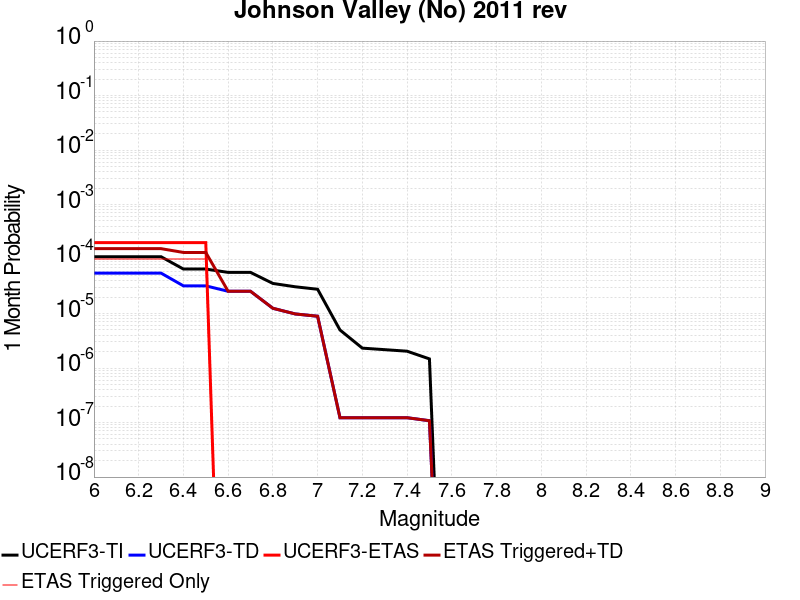 Johnson Valley (No) 2011 rev
10^0
10^-1
10^-2
10^-3
10^-4
10^-5
10^-6
10^-7
10^-8
1 Month Probability
6 6.2 6.4 6.6 6.8 7 7.2 7.4 7.6 7.8 8 8.2 8.4 8.6 8.8 9
Magnitude
UCERF3-TI UCERF3-TD UCERF3-ETAS ETAS Triggered+TD
ETAS Triggered Only